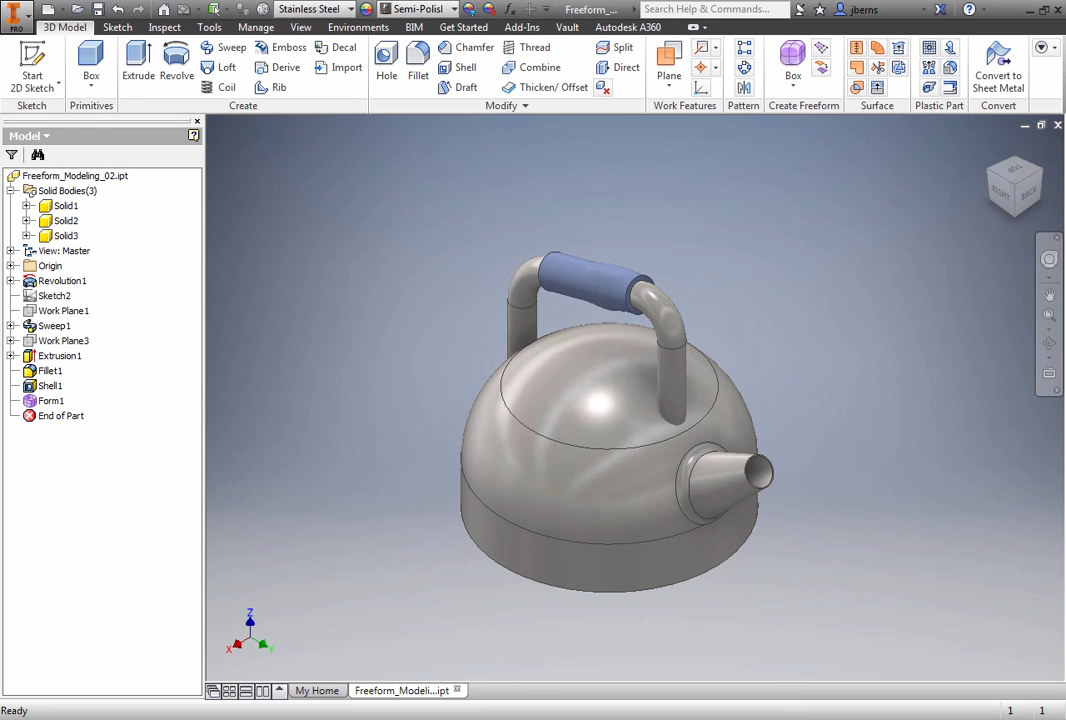 PRO
Stainless Steel
Semi-Polisl
Freeform_...
Search Help & Commands...
jberns
3D Model
Sketch
Inspect
Tools
Manage
View
Environments
BIM
Get Started
Add-Ins
Vault
Autodesk A360
Start
2D Sketch
Box
Extrude
Revolve
Sweep
Emboss
Decal
Loft
Derive
Import
Coil
Rib
Hole
Fillet
Chamfer
Thread
Split
Shell
Combine
Direct
Draft
Thicken/ Offset
Plane
Box
Convert to
Sheet Metal
Sketch
Primitives
Create
Modify
Work Features
Pattern
Create Freeform
Surface
Plastic Part
Convert
Model
Freeform_Modeling_02.ipt
Solid Bodies(3)
Solid1
Solid2
Solid3
View: Master
Origin
Revolution1
Sketch2
Work Plane1
Sweep1
Work Plane3
Extrusion1
Fillet1
Shell1
Form1
End of Part
TOP
RIGHT
BACK
Z
X
Y
My Home
Freeform_Modeli...ipt
Ready
1
1